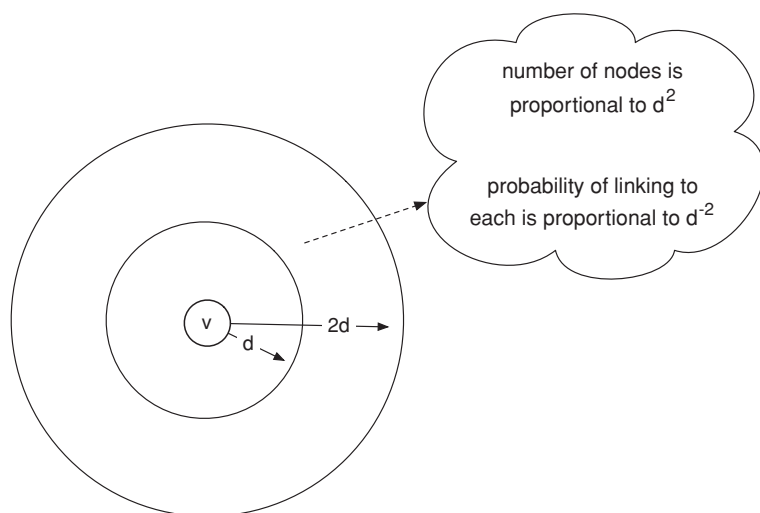 number of nodes is
proportional to d²
probability of linking to
each is proportional to d⁻²
v
2d
d